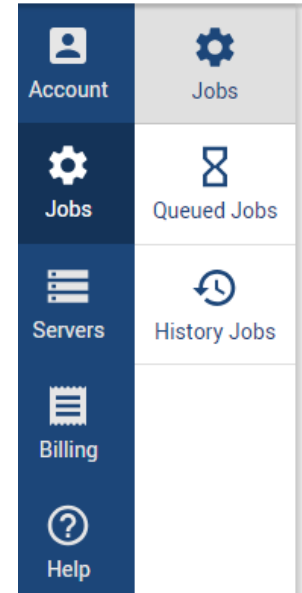 Account
Jobs
Servers
Billing
Help
Jobs
Queued Jobs
History Jobs